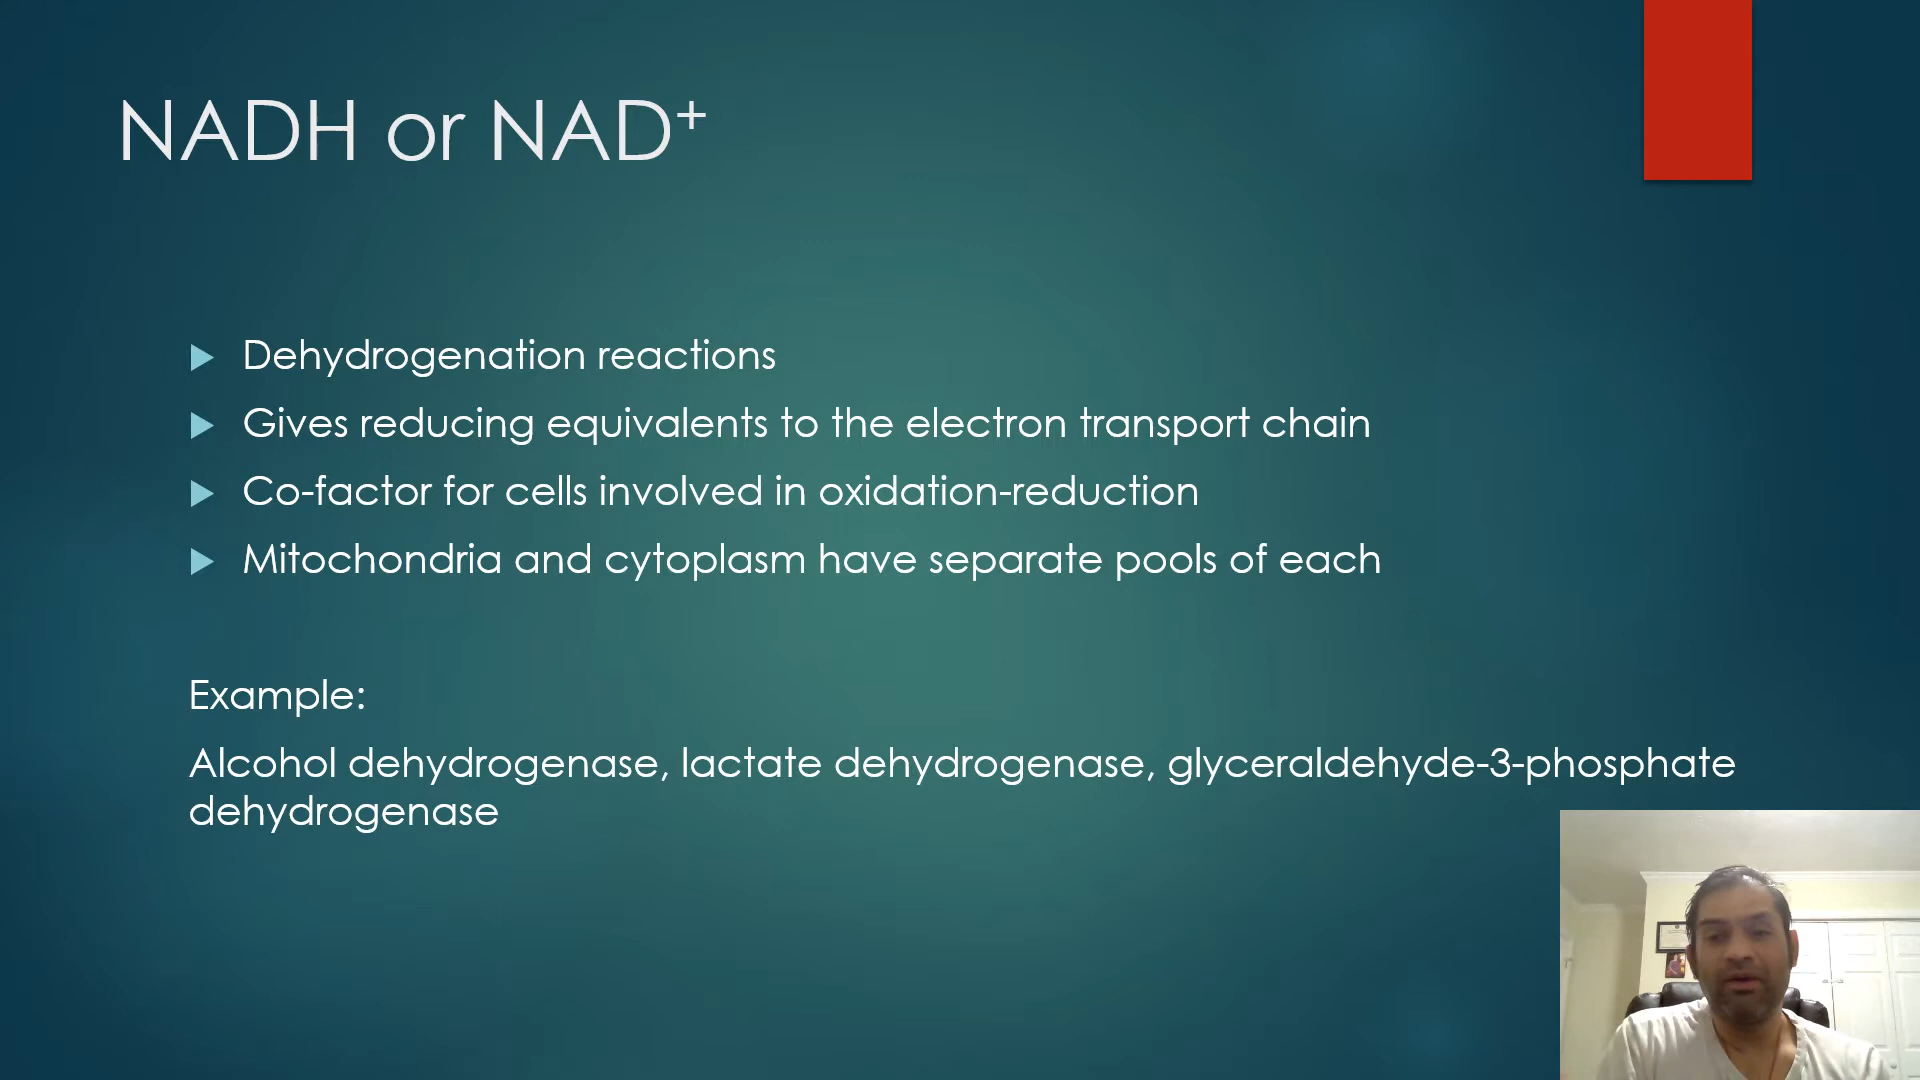 NADH or NAD⁺
Dehydrogenation reactions
Gives reducing equivalents to the electron transport chain
Co-factor for cells involved in oxidation-reduction
Mitochondria and cytoplasm have separate pools of each
Example:
Alcohol dehydrogenase, lactate dehydrogenase, glyceraldehyde-3-phosphate
dehydrogenase